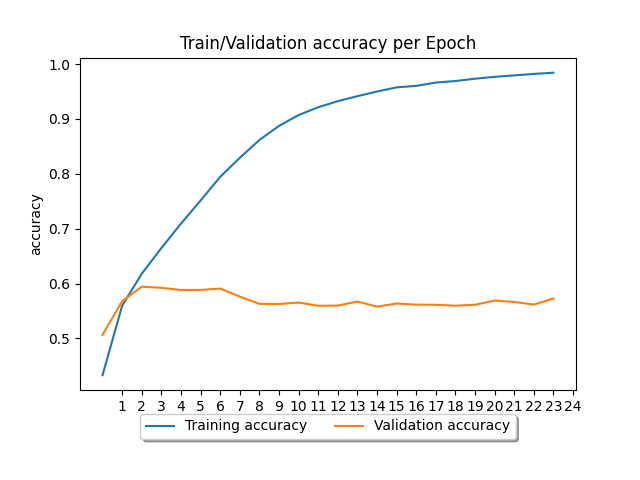 Train/Validation accuracy per Epoch
1.0
0.9
0.8
0.7
0.6
0.5
accuracy
1 2 3 4 5 6 7 8 9 10 11 12 13 14 15 16 17 18 19 20 21 22 23 24
Training accuracy Validation accuracy